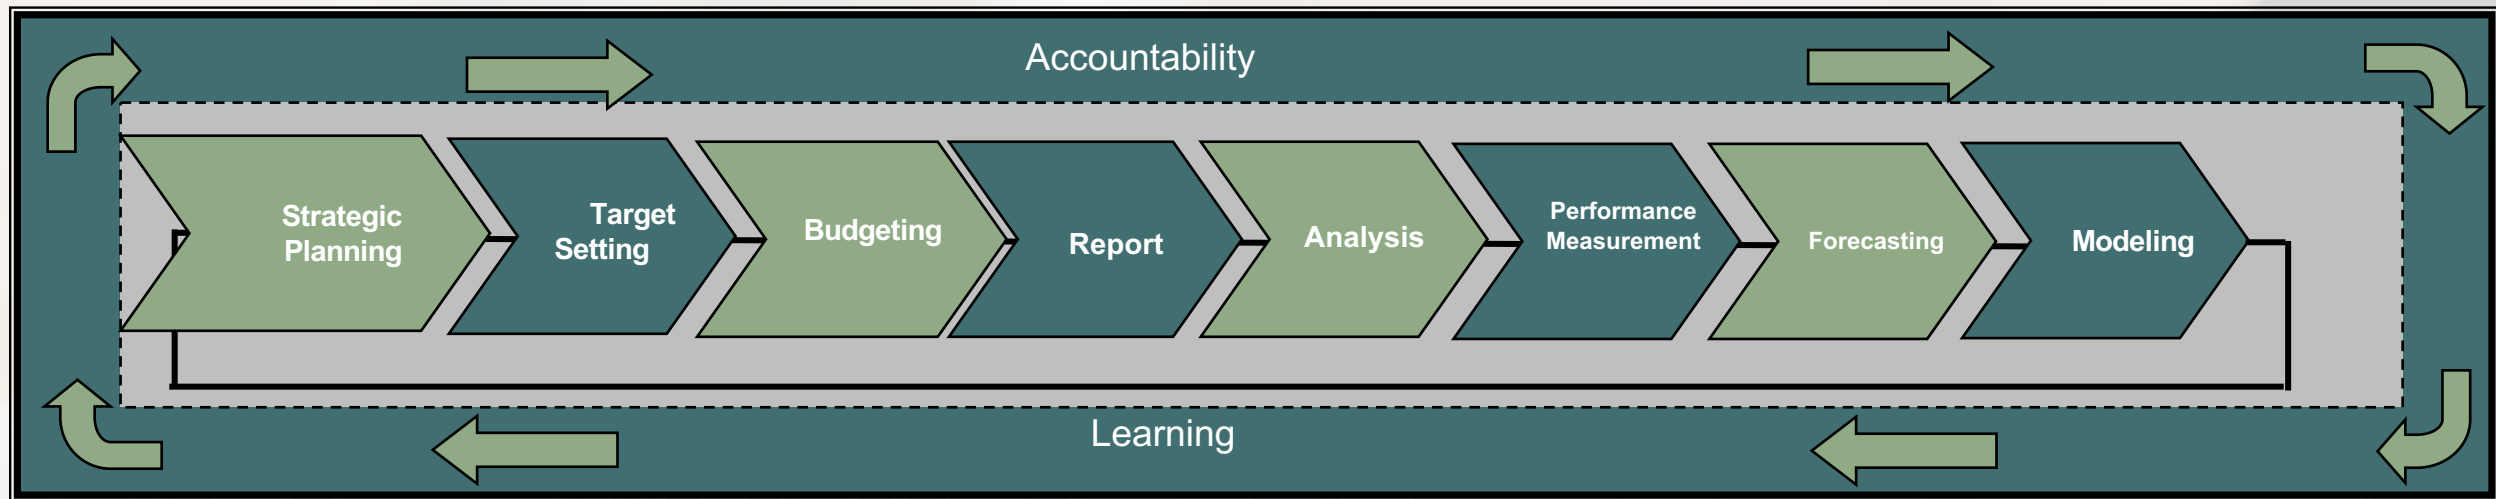 Accountability
Strategic
Planning
Target
Setting
Budgeting
Report
Analysis
Performance
Measurement
Forecasting
Modeling
Learning